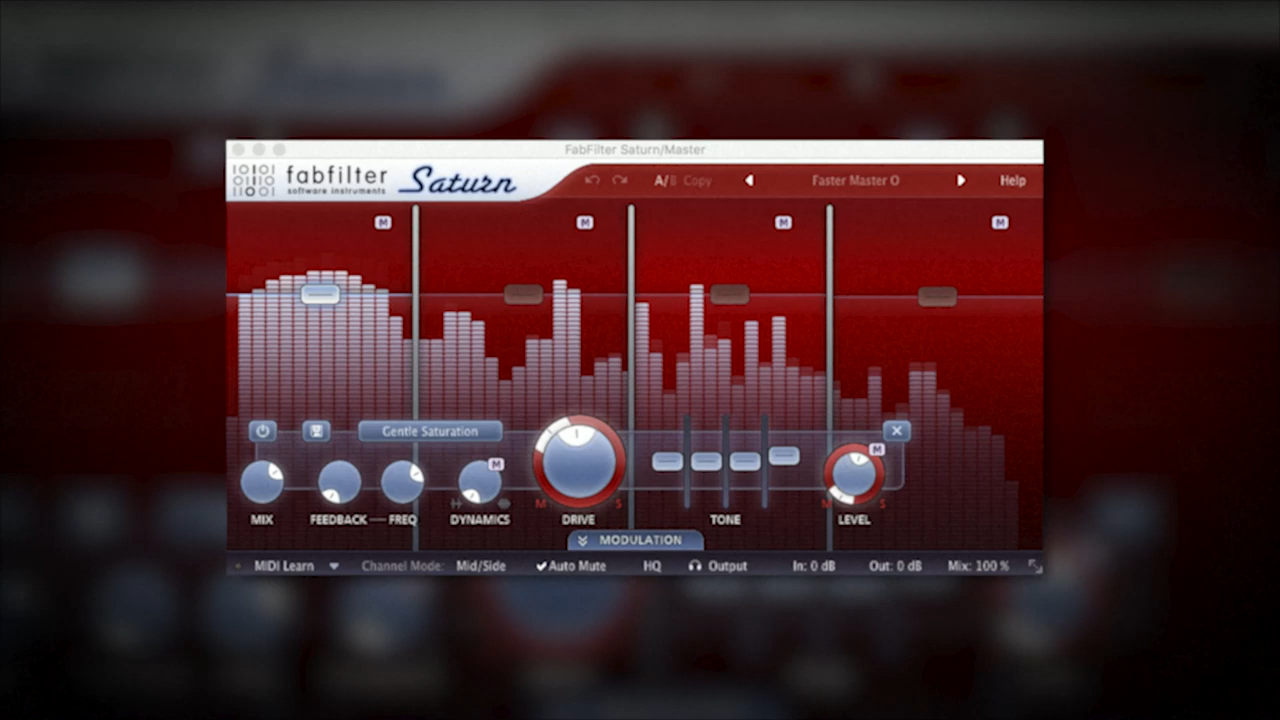 FabFilter Saturn/Master
fabfilter
software instruments
Saturn
A/B Copy
Faster Master O
Help
M M M M
Gentle Saturation
M
M
M S
M S
MIX FEEDBACK FREQ DYNAMICS DRIVE TONE LEVEL
MODULATION
MIDI Learn Channel Mode: Mid/Side Auto Mute HQ Output In: 0 dB Out: 0 dB Mix: 100 %